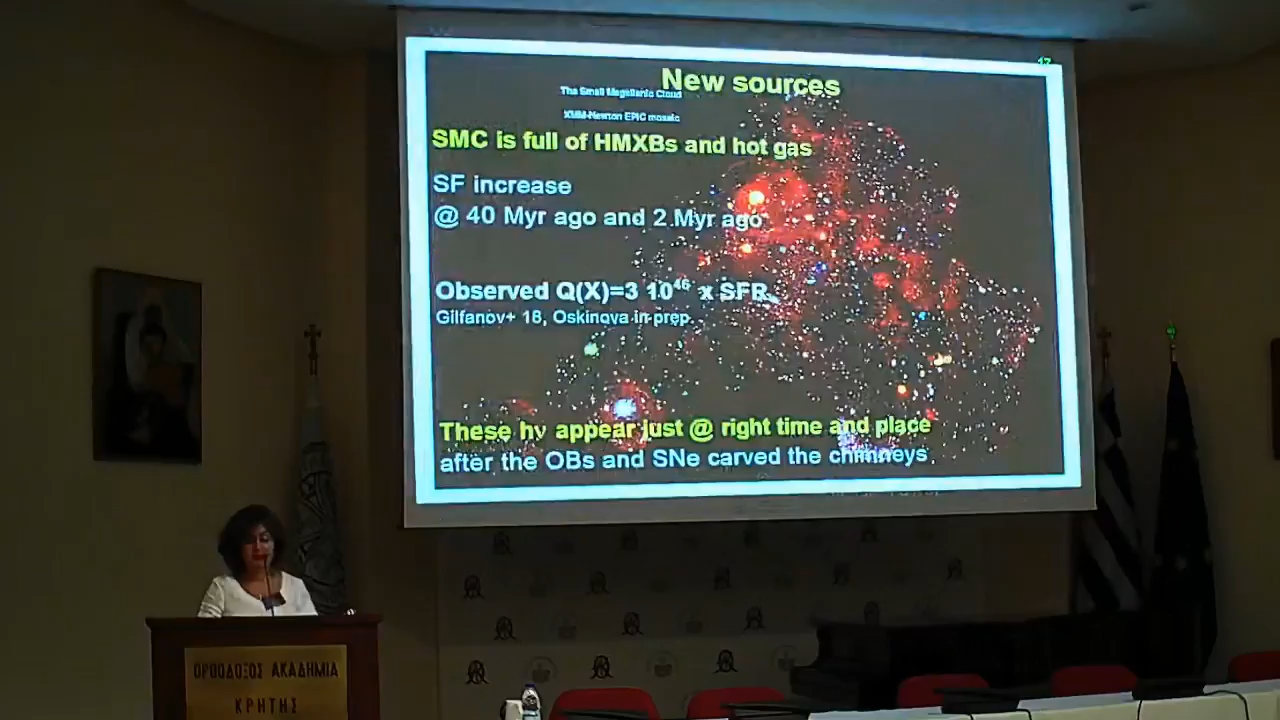 17
New sources
The Small Magellanic Cloud
XMM-Newton EPIC mosaic
SMC is full of HMXBs and hot gas
SF increase
@ 40 Myr ago and 2 Myr ago
Observed Q(X)=3 10⁴⁶ x SFR
Gilfanov+ 18, Oskinova in prep.
These hν appear just @ right time and place
after the OBs and SNe carved the chimneys
ΟΡΘΟΔΟΞΟΣ ΑΚΑΔΗΜΙΑ
ΚΡΗΤΗΣ